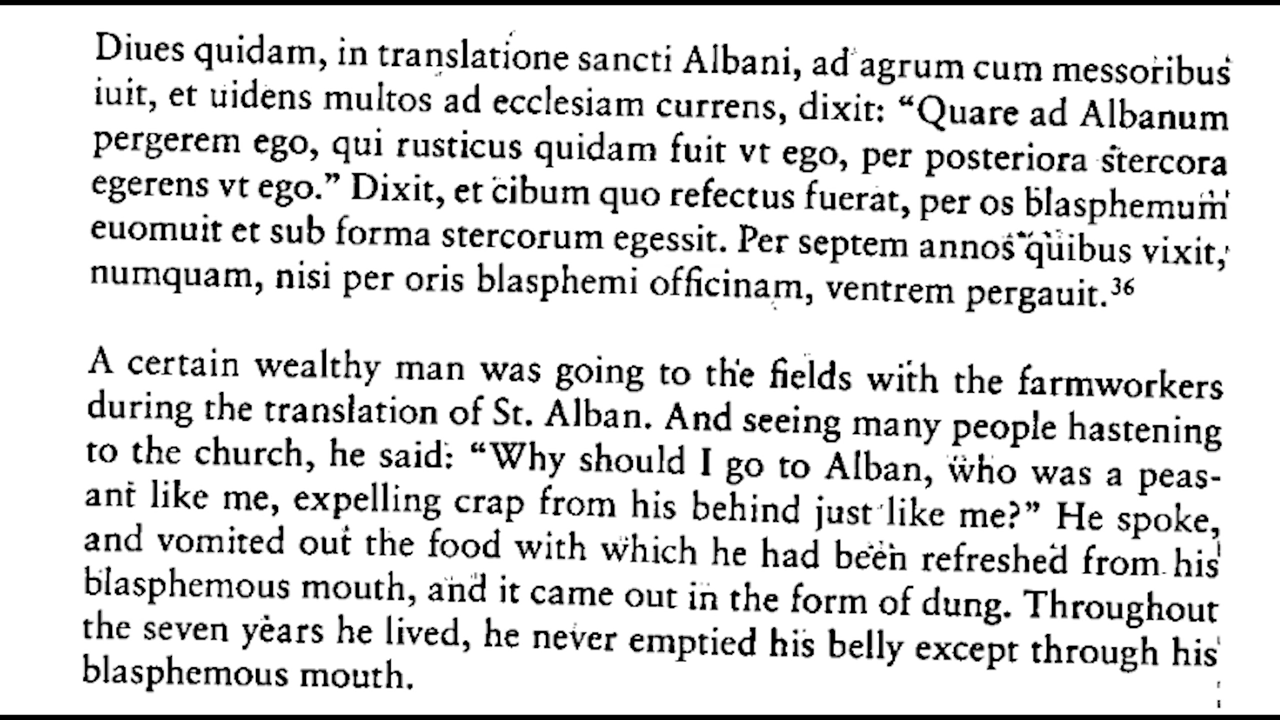 Diues quidam, in translatione sancti Albani, ad agrum cum messoribus
iuit, et uidens multos ad ecclesiam currens, dixit: “Quare ad Albanum
pergerem ego, qui rusticus quidam fuit vt ego, per posteriora stercora
egerens vt ego.” Dixit, et cibum quo refectus fuerat, per os blasphemum
euomuit et sub forma stercorum egessit. Per septem annos quibus vixit,
numquam, nisi per oris blasphemi officinam, ventrem pergauit.³⁶
A certain wealthy man was going to the fields with the farmworkers
during the translation of St. Alban. And seeing many people hastening
to the church, he said: “Why should I go to Alban, who was a peas-
ant like me, expelling crap from his behind just like me?” He spoke,
and vomited out the food with which he had been refreshed from his
blasphemous mouth, and it came out in the form of dung. Throughout
the seven years he lived, he never emptied his belly except through his
blasphemous mouth.